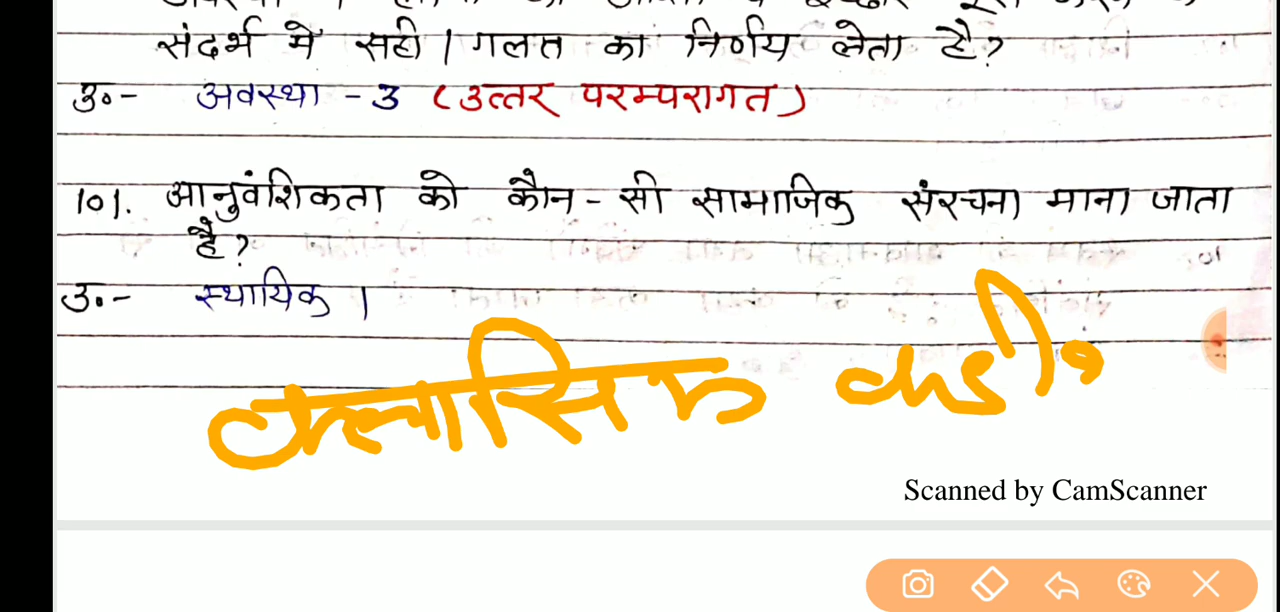 संदर्भ में सही / गलत का निर्णय लेता है?
उ०- अवस्था - 3 (उत्तर परम्परागत)
101. आनुवंशिकता को कौन - सी सामाजिक संरचना माना जाता
है?
उ०- स्थायिक |
क्लासिक
Scanned by CamScanner